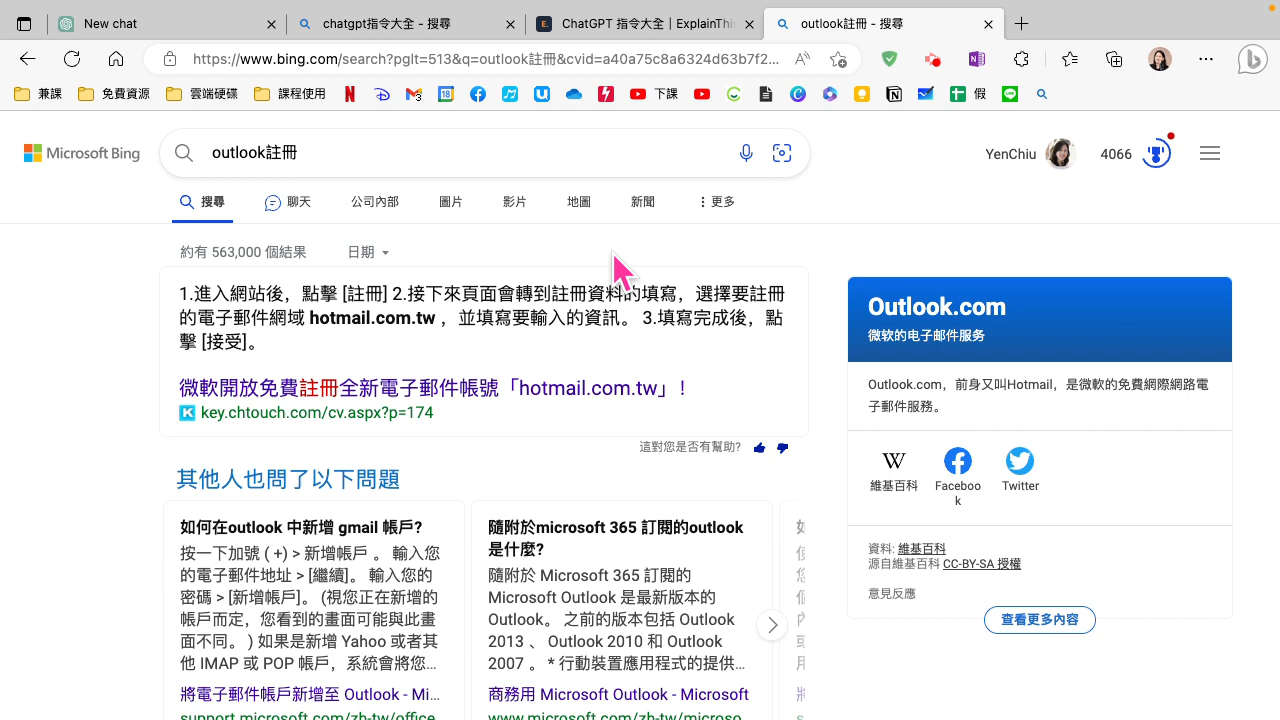 New chat
chatgpt指令大全 - 搜尋
ChatGPT 指令大全 | ExplainThis
outlook註冊 - 搜尋
https://www.bing.com/search?pglt=513&q=outlook註冊&cvid=a40a75c8a6324d63b7f2...
兼課
免費資源
雲端硬碟
課程使用
下課
假
Microsoft Bing
outlook註冊
YenChiu
4066
搜尋
聊天
公司內部
圖片
影片
地圖
新聞
更多
約有 563,000 個結果
日期
1.進入網站後，點擊 [註冊] 2.接下來頁面會轉到註冊資料的填寫，選擇要註冊
的電子郵件網域 hotmail.com.tw ，並填寫要輸入的資訊。 3.填寫完成後，點
擊 [接受]。
微軟開放免費註冊全新電子郵件帳號「hotmail.com.tw」!
key.chtouch.com/cv.aspx?p=174
這對您是否有幫助?
其他人也問了以下問題
如何在outlook 中新增 gmail 帳戶?
按一下加號 ( +) > 新增帳戶 。 輸入您
的電子郵件地址 > [繼續]。 輸入您的
密碼 > [新增帳戶]。 (視您正在新增的
帳戶而定，您看到的畫面可能與此畫
面不同。 ) 如果是新增 Yahoo 或者其
他 IMAP 或 POP 帳戶，系統會將您...
將電子郵件帳戶新增至 Outlook - Mi...
support.microsoft.com/zh-tw/office...
隨附於microsoft 365 訂閱的outlook
是什麼?
隨附於 Microsoft 365 訂閱的
Microsoft Outlook 是最新版本的
Outlook。 之前的版本包括 Outlook
2013 、 Outlook 2010 和 Outlook
2007 。 * 行動裝置應用程式的提供...
商務用 Microsoft Outlook - Microsoft
www.microsoft.com/zh-tw/microso...
Outlook.com
微软的电子邮件服务
Outlook.com，前身又叫Hotmail，是微軟的免費網際網路電
子郵件服務。
維基百科
Faceboo
k
Twitter
資料: 維基百科
源自維基百科 CC-BY-SA 授權
意見反應
查看更多內容